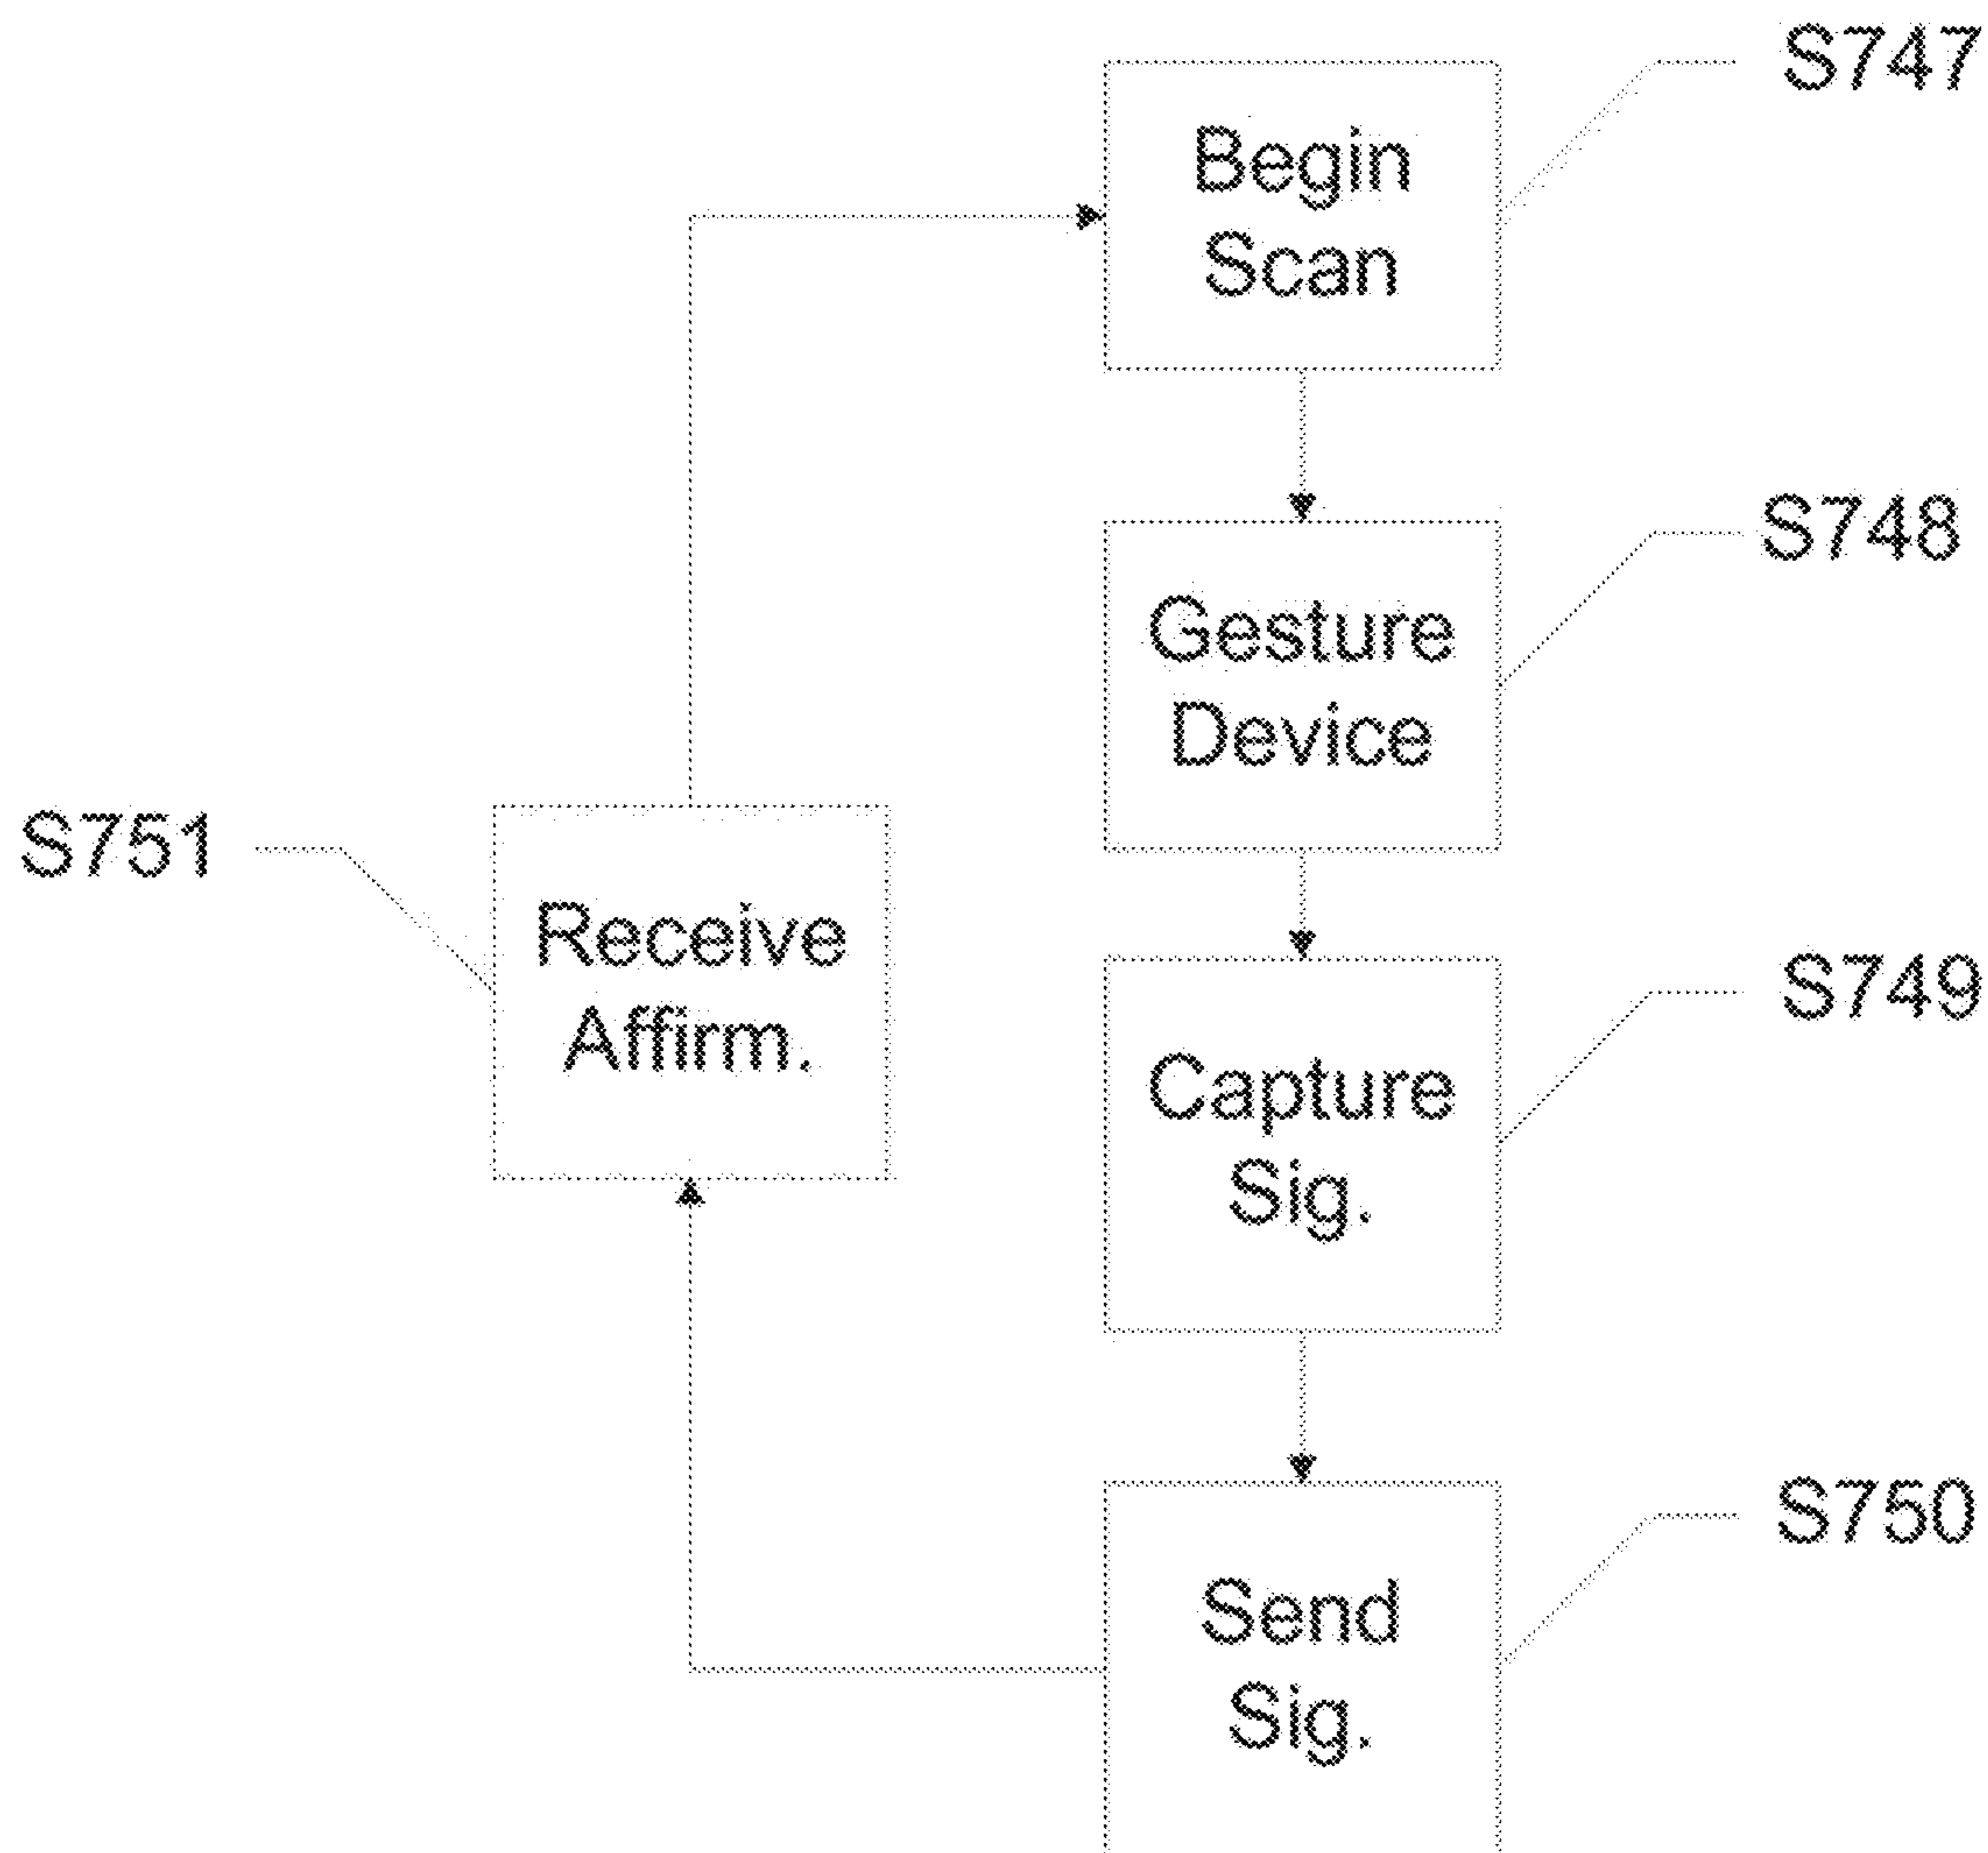 S747
Begin
Scan
S748
Gesture
Device
S751
Receive
Affirm.
S749
Capture
Sig.
S750
Send
Sig.